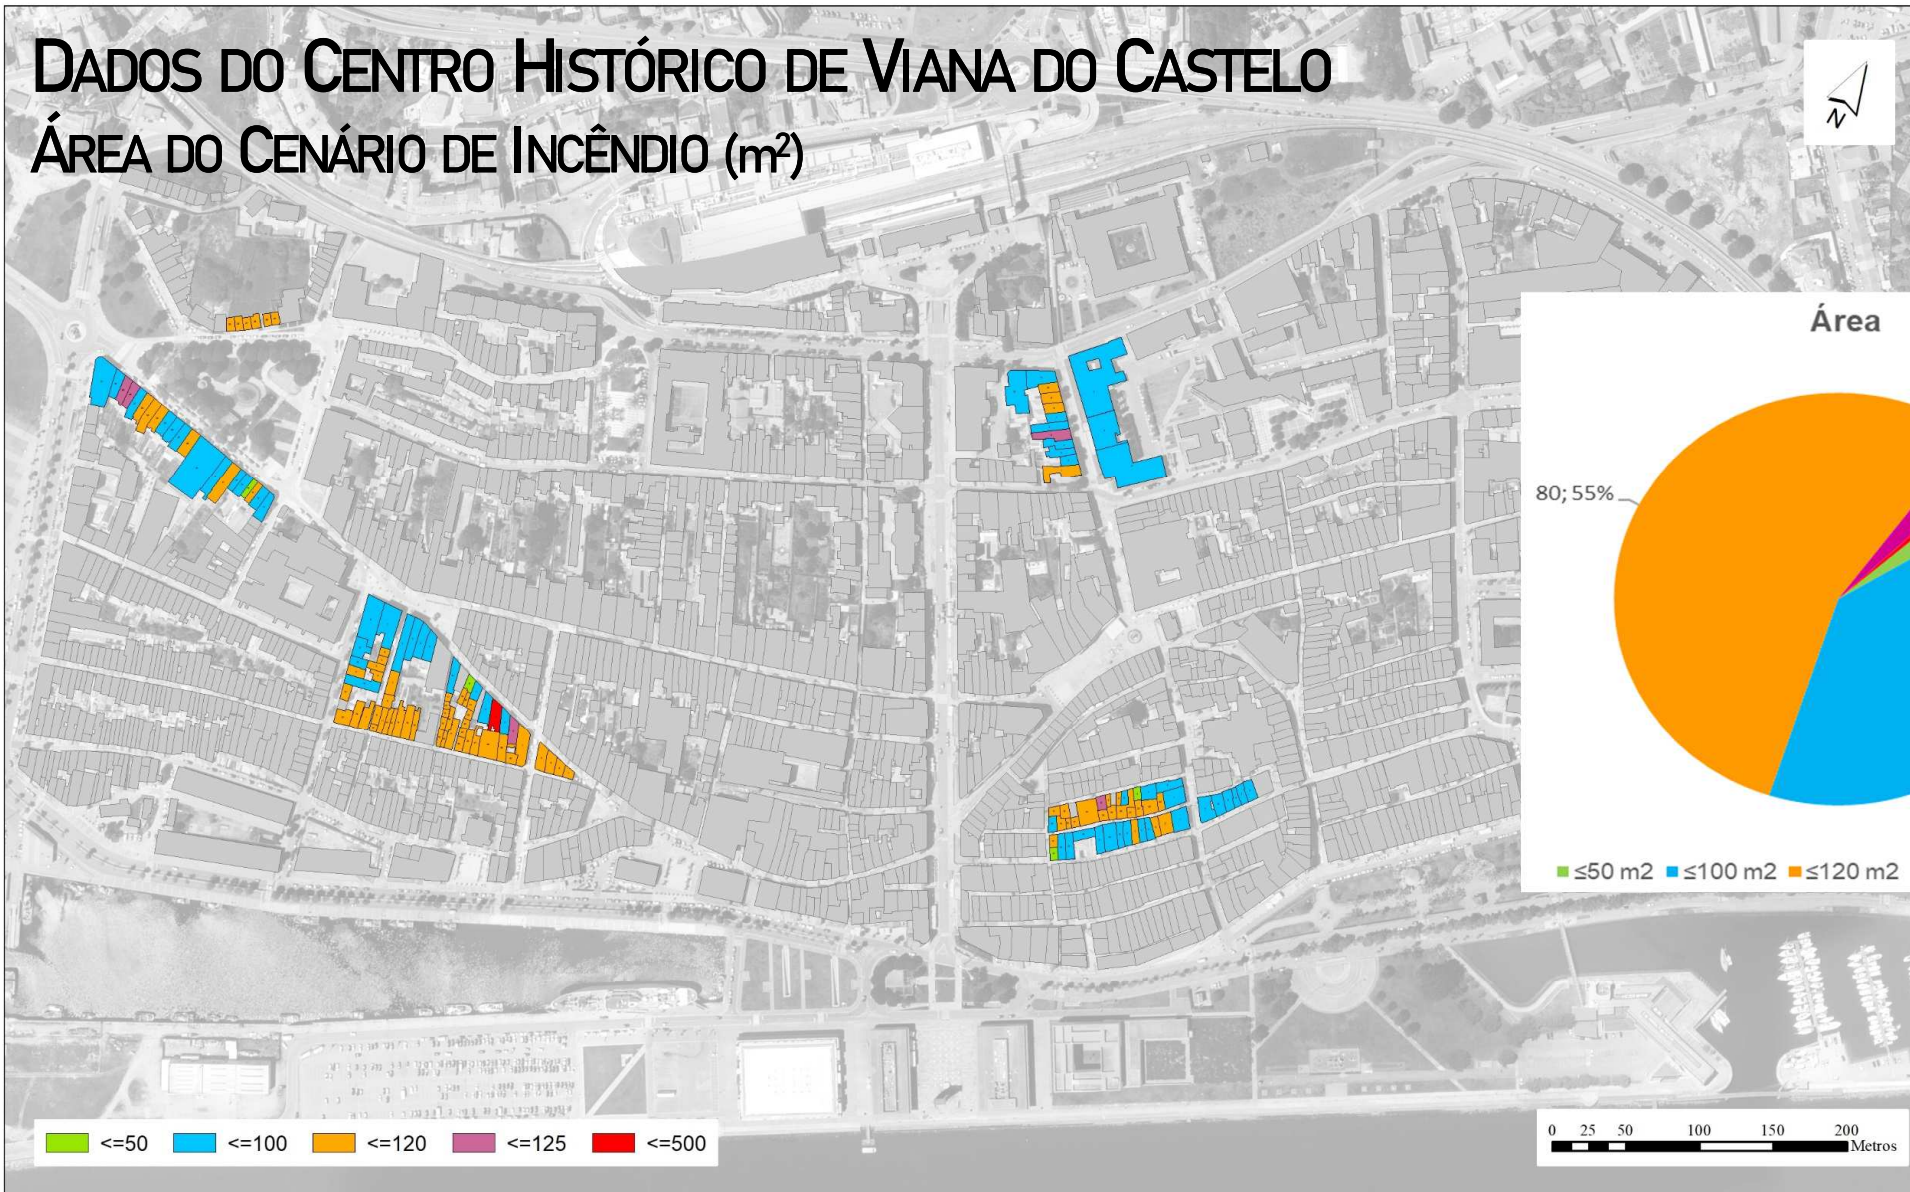 DADOS DO CENTRO HISTÓRICO DE VIANA DO CASTELO
ÁREA DO CENÁRIO DE INCÊNDIO (m²)
N
Área
80; 55%
≤50 m2 ≤100 m2 ≤120 m2
<=50 <=100 <=120 <=125 <=500
0 25 50 100 150 200
Metros